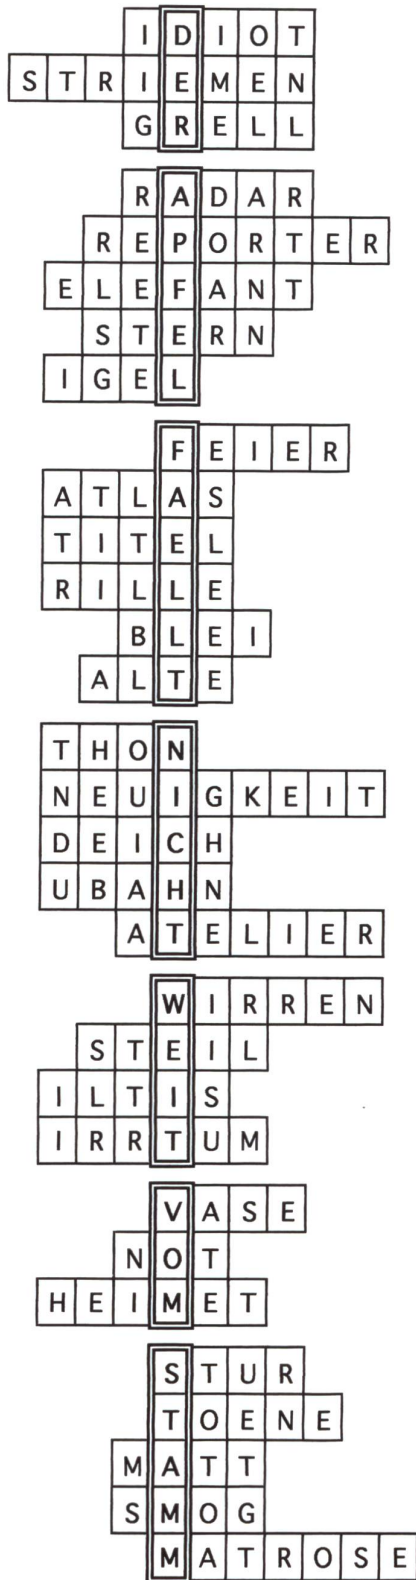 IDIOT
STRIEMEN
GRELL
RADAR
REPORTER
ELEFANT
STERN
IGEL
FEIER
ATLAS
TITEL
RILLE
BLEI
ALTE
THON
NEUIGKEIT
DEICH
UBAHN
ATELIER
WIRREN
STEIL
ILTIS
IRRTUM
VASE
NOT
HEIMET
STUR
TOENE
MATT
SMOG
MATROSE